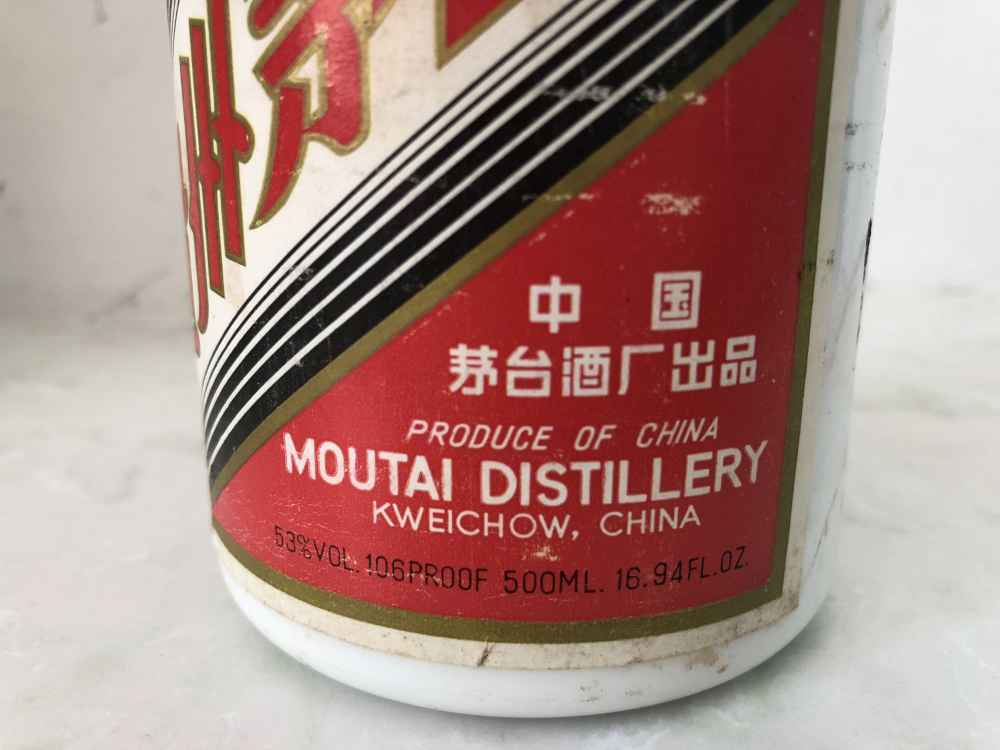 中国
茅台酒厂出品
PRODUCE OF CHINA
MOUTAI DISTILLERY
KWEICHOW, CHINA
53%VOL. 106PROOF 500ML. 16.94FL.OZ.